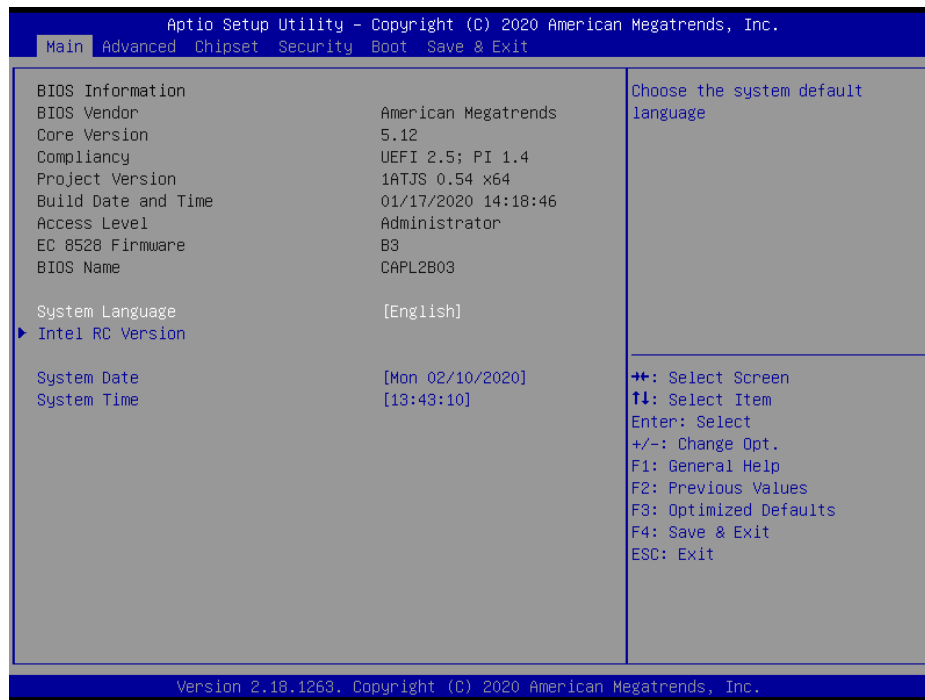 Aptio Setup Utility – Copyright (C) 2020 American Megatrends, Inc.
Main Advanced Chipset Security Boot Save & Exit
BIOS Information
BIOS Vendor American Megatrends
Core Version 5.12
Compliancy UEFI 2.5; PI 1.4
Project Version 1ATJS 0.54 x64
Build Date and Time 01/17/2020 14:18:46
Access Level Administrator
EC 8528 Firmware B3
BIOS Name CAPL2B03
System Language [English]
Intel RC Version
System Date [Mon 02/10/2020]
System Time [13:43:10]
Choose the system default
language
→←: Select Screen
↑↓: Select Item
Enter: Select
+/-: Change Opt.
F1: General Help
F2: Previous Values
F3: Optimized Defaults
F4: Save & Exit
ESC: Exit
Version 2.18.1263. Copyright (C) 2020 American Megatrends, Inc.